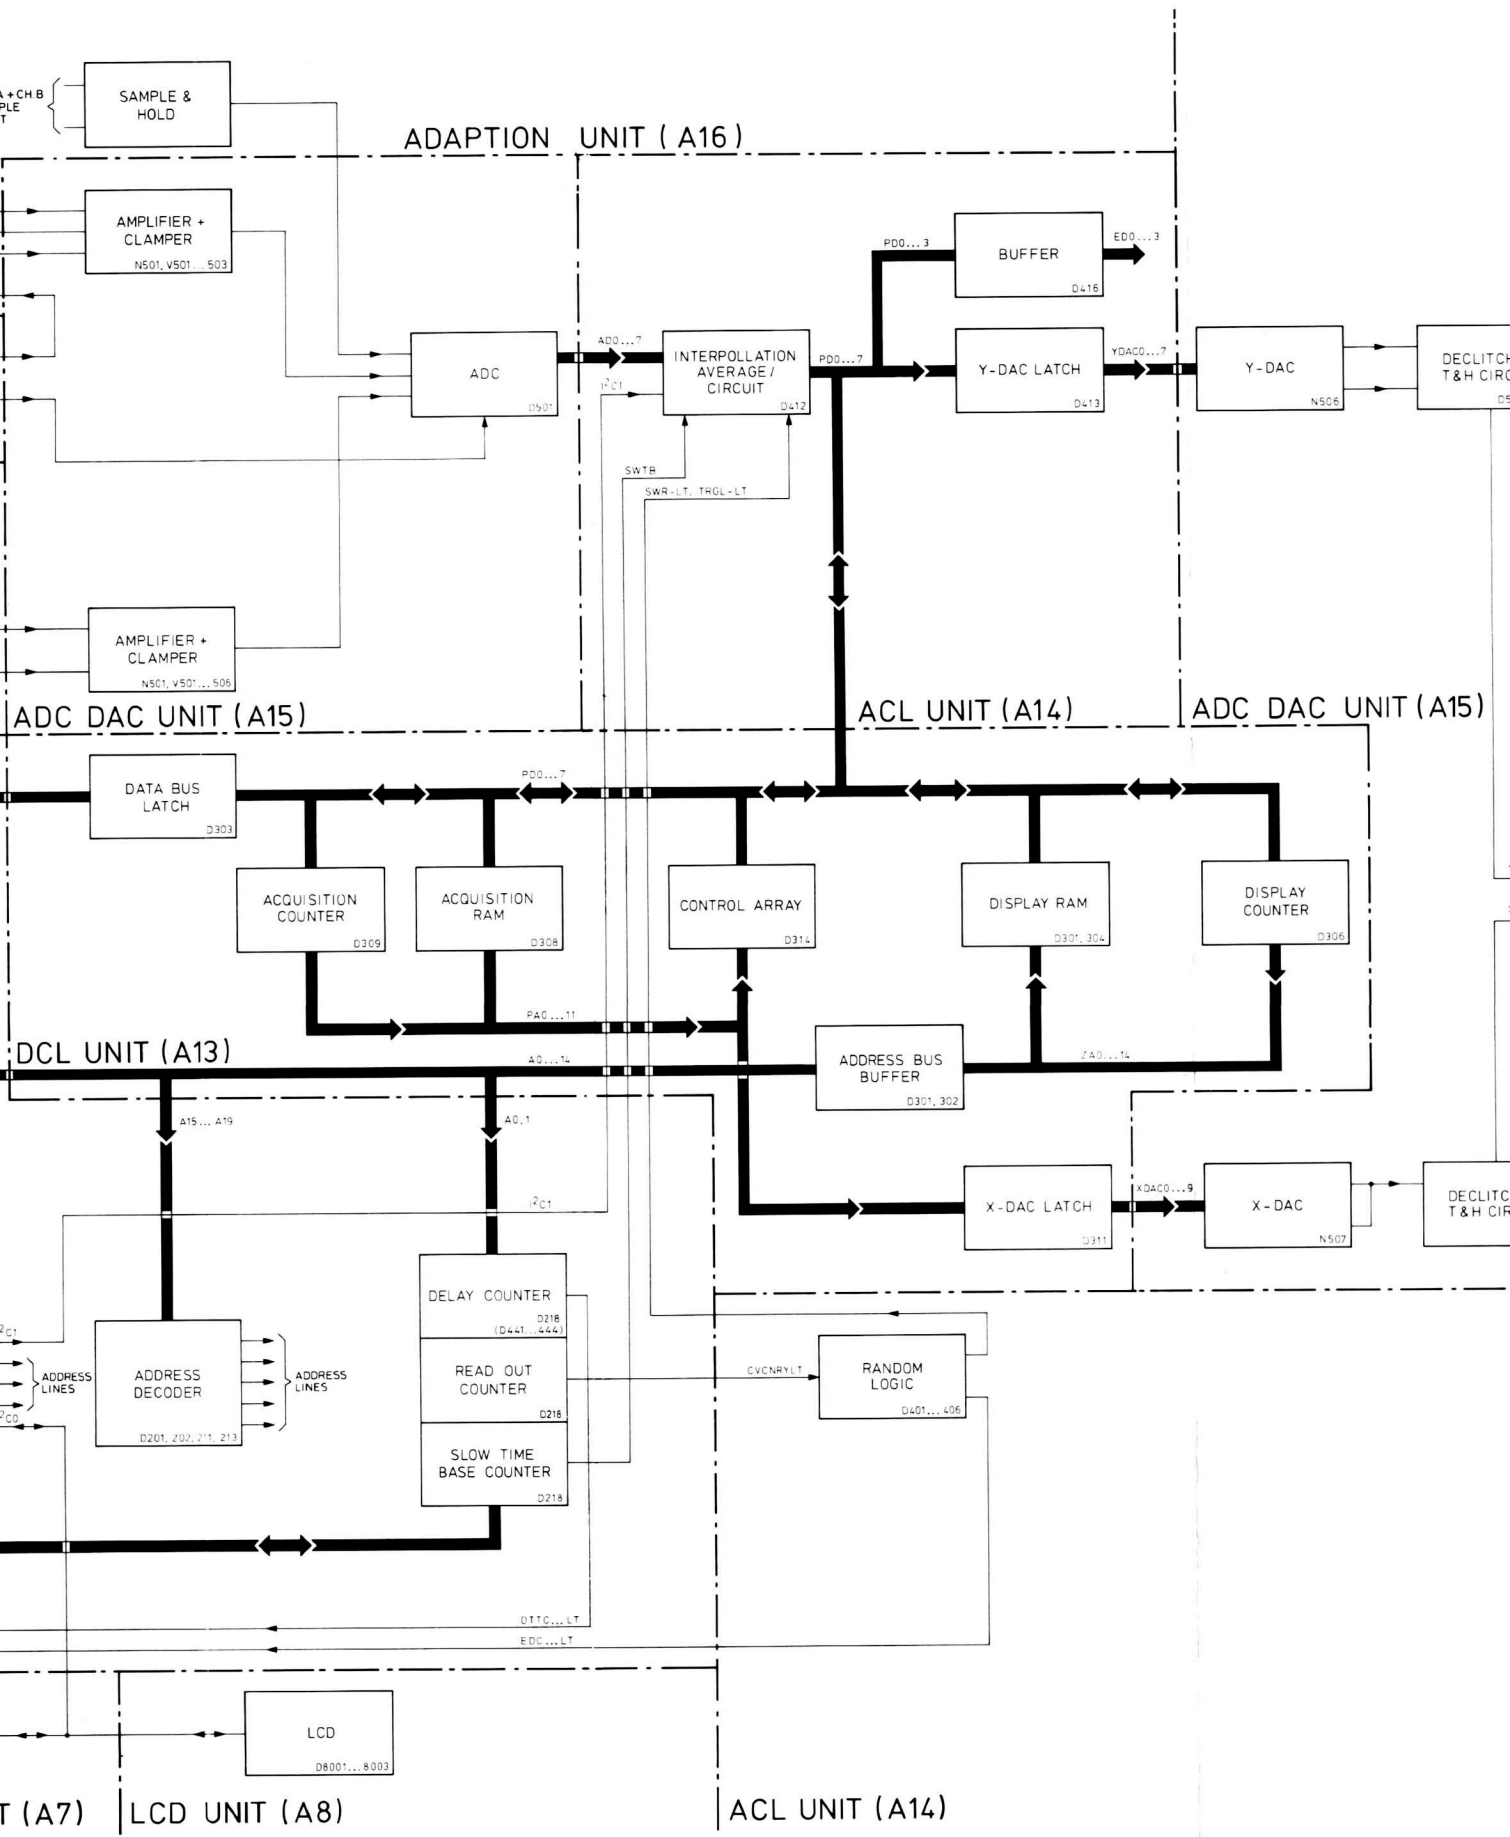 A + CH.B
PLE
T
SAMPLE &
HOLD
ADAPTION UNIT ( A16 )
AMPLIFIER +
CLAMPER
N501, V501... 503
PD0...3
BUFFER
D416
ED0...3
ADC
D501
AD0...7
I²C1
INTERPOLLATION
AVERAGE /
CIRCUIT
D412
PD0...7
Y-DAC LATCH
D413
YDAC0...7
Y-DAC
N506
DECLITCH
T&H CIRC
D5
SWTB
SWR-LT, TRGL-LT
AMPLIFIER +
CLAMPER
N501, V501... 506
ADC DAC UNIT (A15)
ACL UNIT (A14)
ADC DAC UNIT (A15)
DATA BUS
LATCH
D303
PD0...7
ACQUISITION
COUNTER
D309
ACQUISITION
RAM
D308
CONTROL ARRAY
D314
DISPLAY RAM
D301, 304
DISPLAY
COUNTER
D306
PA0...11
DCL UNIT (A13)
A0...14
ADDRESS BUS
BUFFER
D301, 302
ZA0...14
A15... A19
A0,1
I²C1
X-DAC LATCH
D311
XDAC0...9
X-DAC
N507
DECLITC
T&H CIR
DELAY COUNTER
D218
(D441...444)
READ OUT
COUNTER
D218
SLOW TIME
BASE COUNTER
D218
²C1
ADDRESS
LINES
²C0
ADDRESS
DECODER
D201, 202, 211, 213
ADDRESS
LINES
CVCNRYLT
RANDOM
LOGIC
D401... 406
DTTC...LT
EDC...LT
LCD
D8001...8003
T (A7)
LCD UNIT (A8)
ACL UNIT (A14)